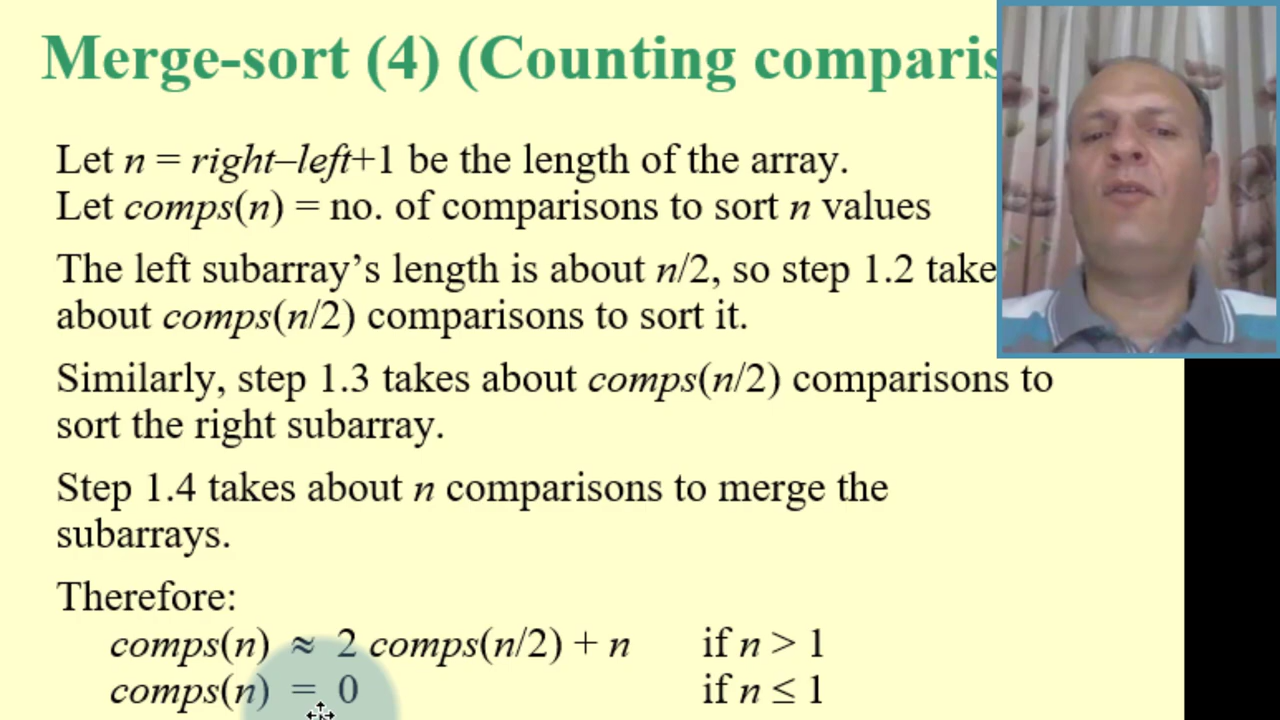 Merge-sort (4) (Counting comparis
Let n = right–left+1 be the length of the array.
Let comps(n) = no. of comparisons to sort n values
The left subarray’s length is about n/2, so step 1.2 take
about comps(n/2) comparisons to sort it.
Similarly, step 1.3 takes about comps(n/2) comparisons to
sort the right subarray.
Step 1.4 takes about n comparisons to merge the
subarrays.
Therefore:
comps(n) ≈ 2 comps(n/2) + n if n > 1
comps(n) = 0 if n ≤ 1